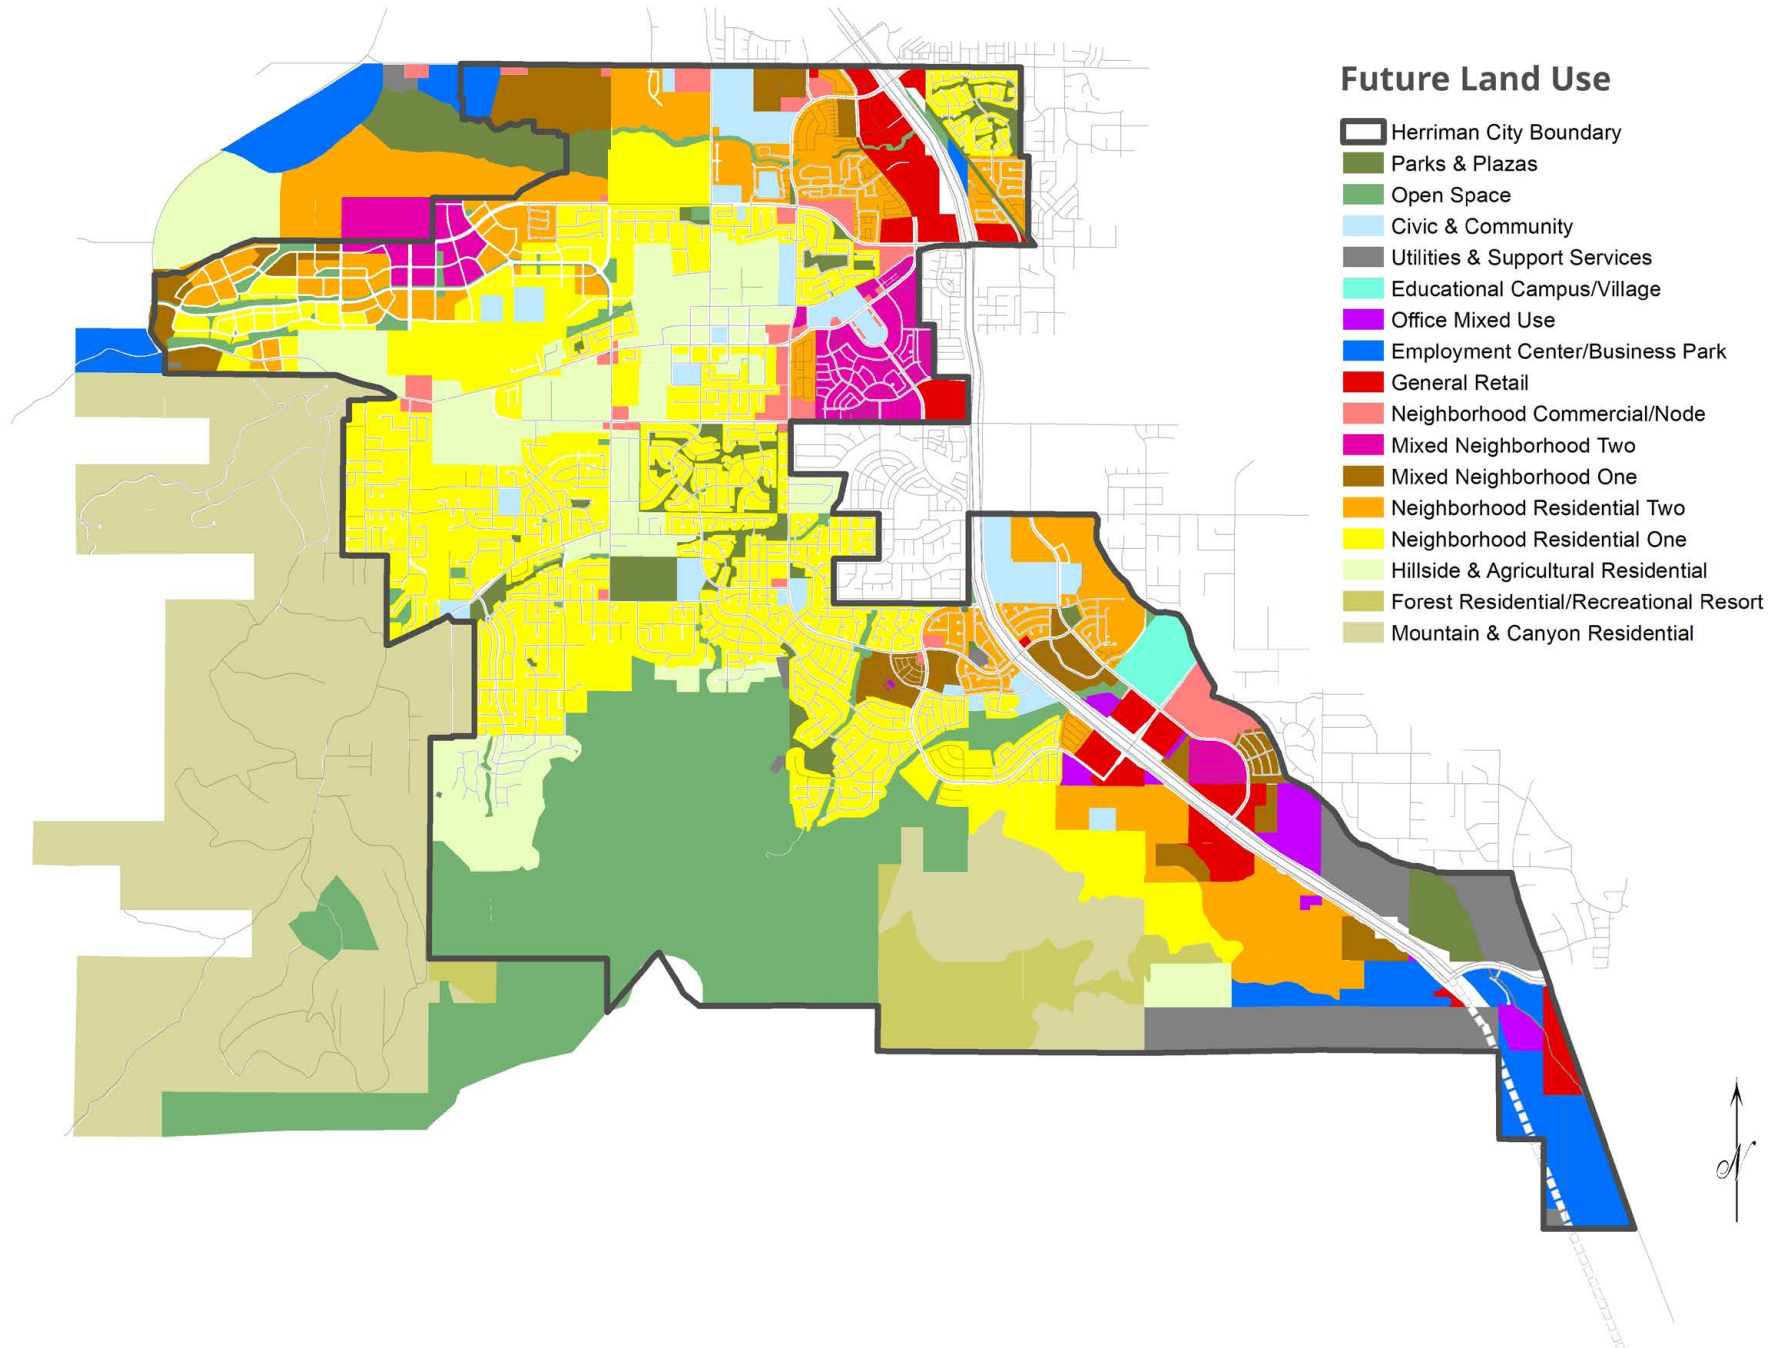 Future Land Use
Herriman City Boundary
Parks & Plazas
Open Space
Civic & Community
Utilities & Support Services
Educational Campus/Village
Office Mixed Use
Employment Center/Business Park
General Retail
Neighborhood Commercial/Node
Mixed Neighborhood Two
Mixed Neighborhood One
Neighborhood Residential Two
Neighborhood Residential One
Hillside & Agricultural Residential
Forest Residential/Recreational Resort
Mountain & Canyon Residential
N